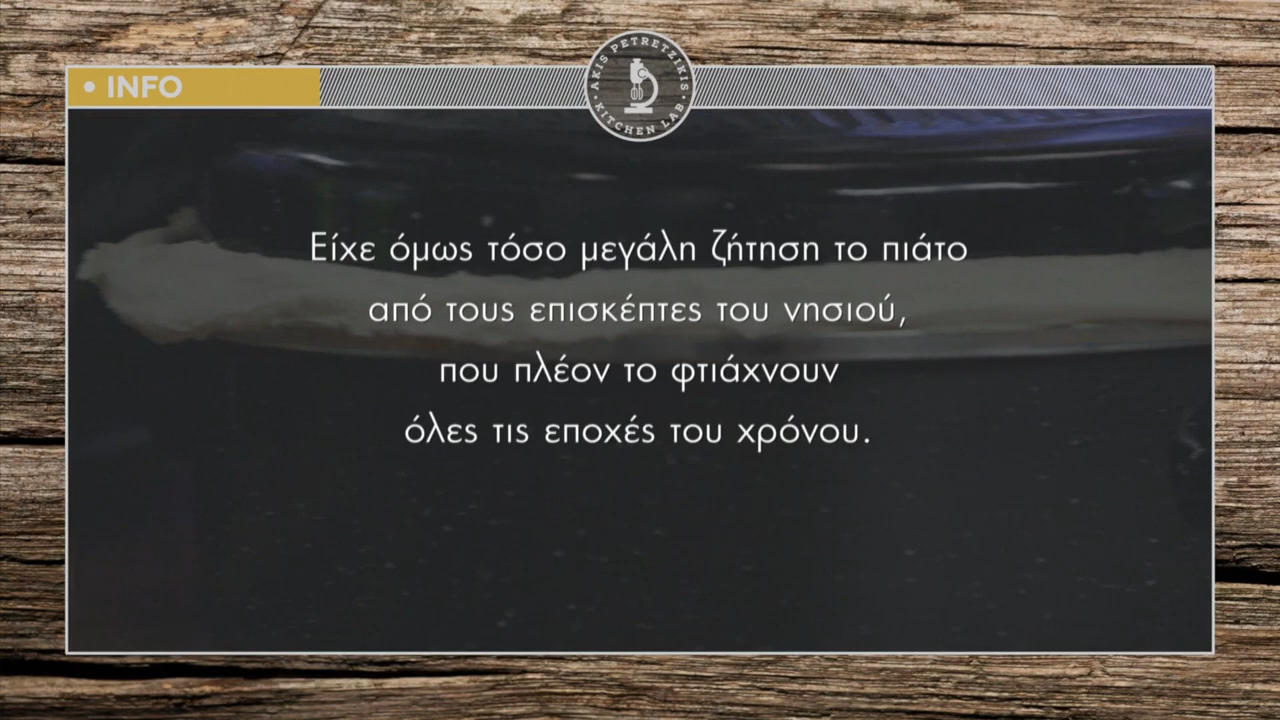 • INFO
AKIS PETRETZIKIS
• KITCHEN LAB •
Είχε όμως τόσο μεγάλη ζήτηση το πιάτο
από τους επισκέπτες του νησιού,
που πλέον το φτιάχνουν
όλες τις εποχές του χρόνου.